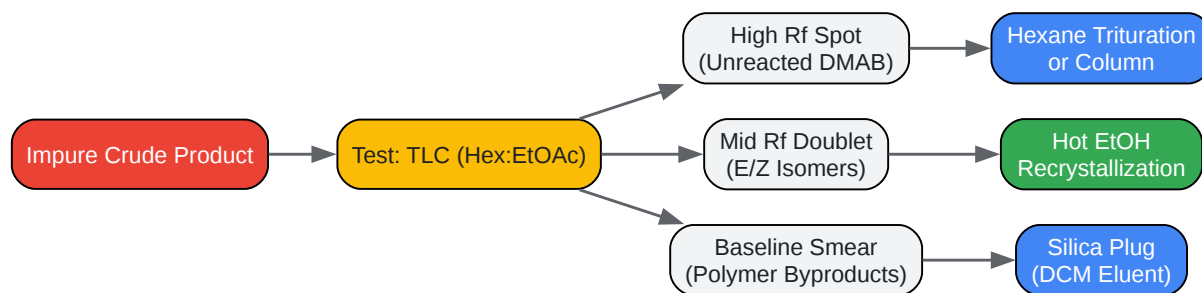 High Rf Spot
(Unreacted DMAB)
Hexane Trituration
or Column
Impure Crude Product
Test: TLC (Hex:EtOAc)
Mid Rf Doublet
(E/Z Isomers)
Hot EtOH
Recrystallization
Baseline Smear
(Polymer Byproducts)
Silica Plug
(DCM Eluent)